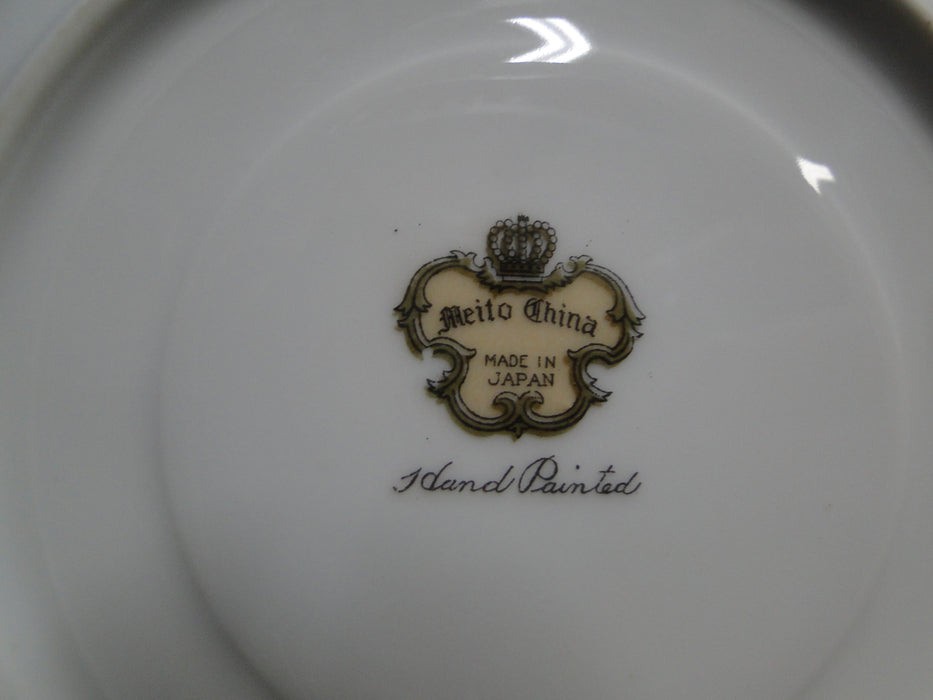 Meito China
MADE IN
JAPAN
Hand Painted